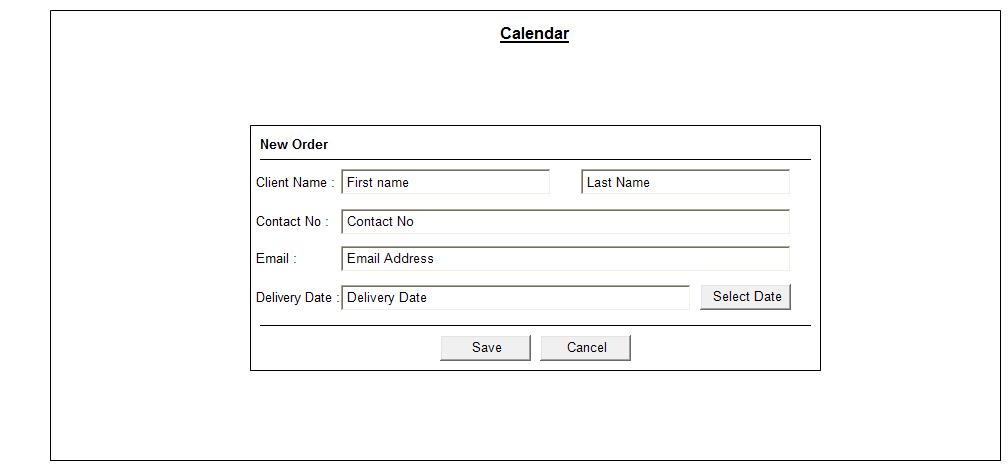 Calendar
New Order
Client Name : First name Last Name
Contact No : Contact No
Email : Email Address
Delivery Date : Delivery Date Select Date
Save Cancel